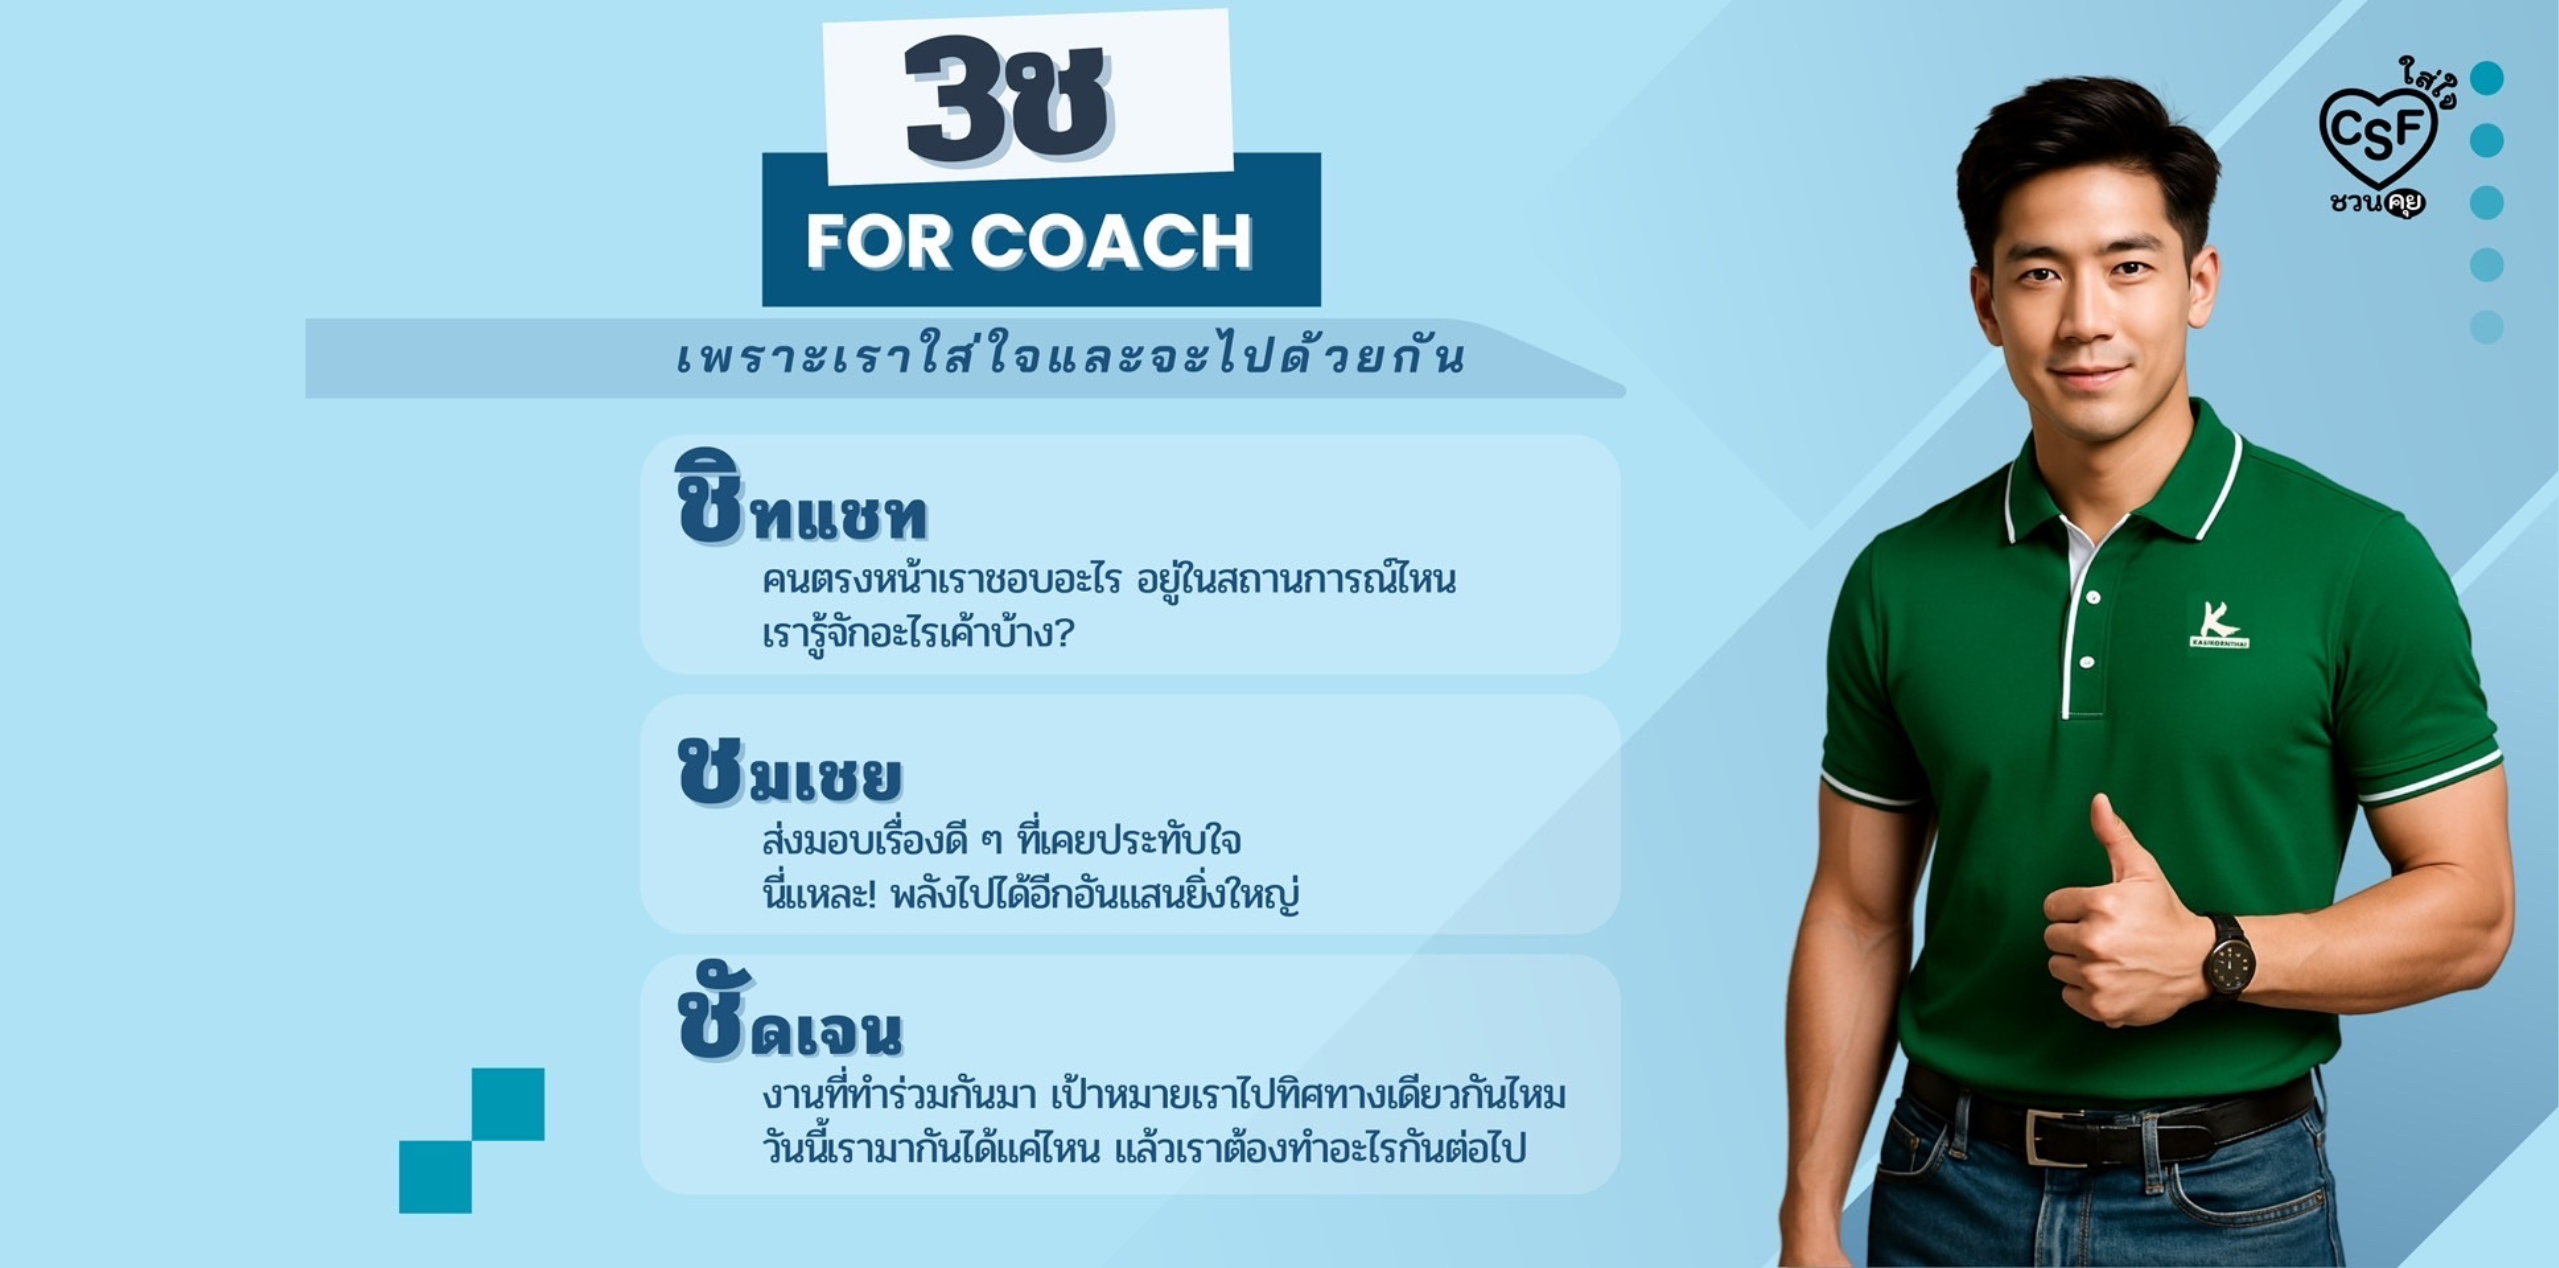 3ช
FOR COACH
เพราะเราใส่ใจและจะไปด้วยกัน
ชิทแชท
คนตรงหน้าเราชอบอะไร อยู่ในสถานการณ์ไหน
เรารู้จักอะไรเค้าบ้าง?
ชมเชย
ส่งมอบเรื่องดี ๆ ที่เคยประทับใจ
นี่แหละ! พลังไปได้อีกอันแสนยิ่งใหญ่
ชัดเจน
งานที่ทำร่วมกันมา เป้าหมายเราไปทิศทางเดียวกันไหม
วันนี้เรามากันได้แค่ไหน แล้วเราต้องทำอะไรกันต่อไป
ใส่ใจ
CSF
ชวนคุย
K
KASIKORNTHAI